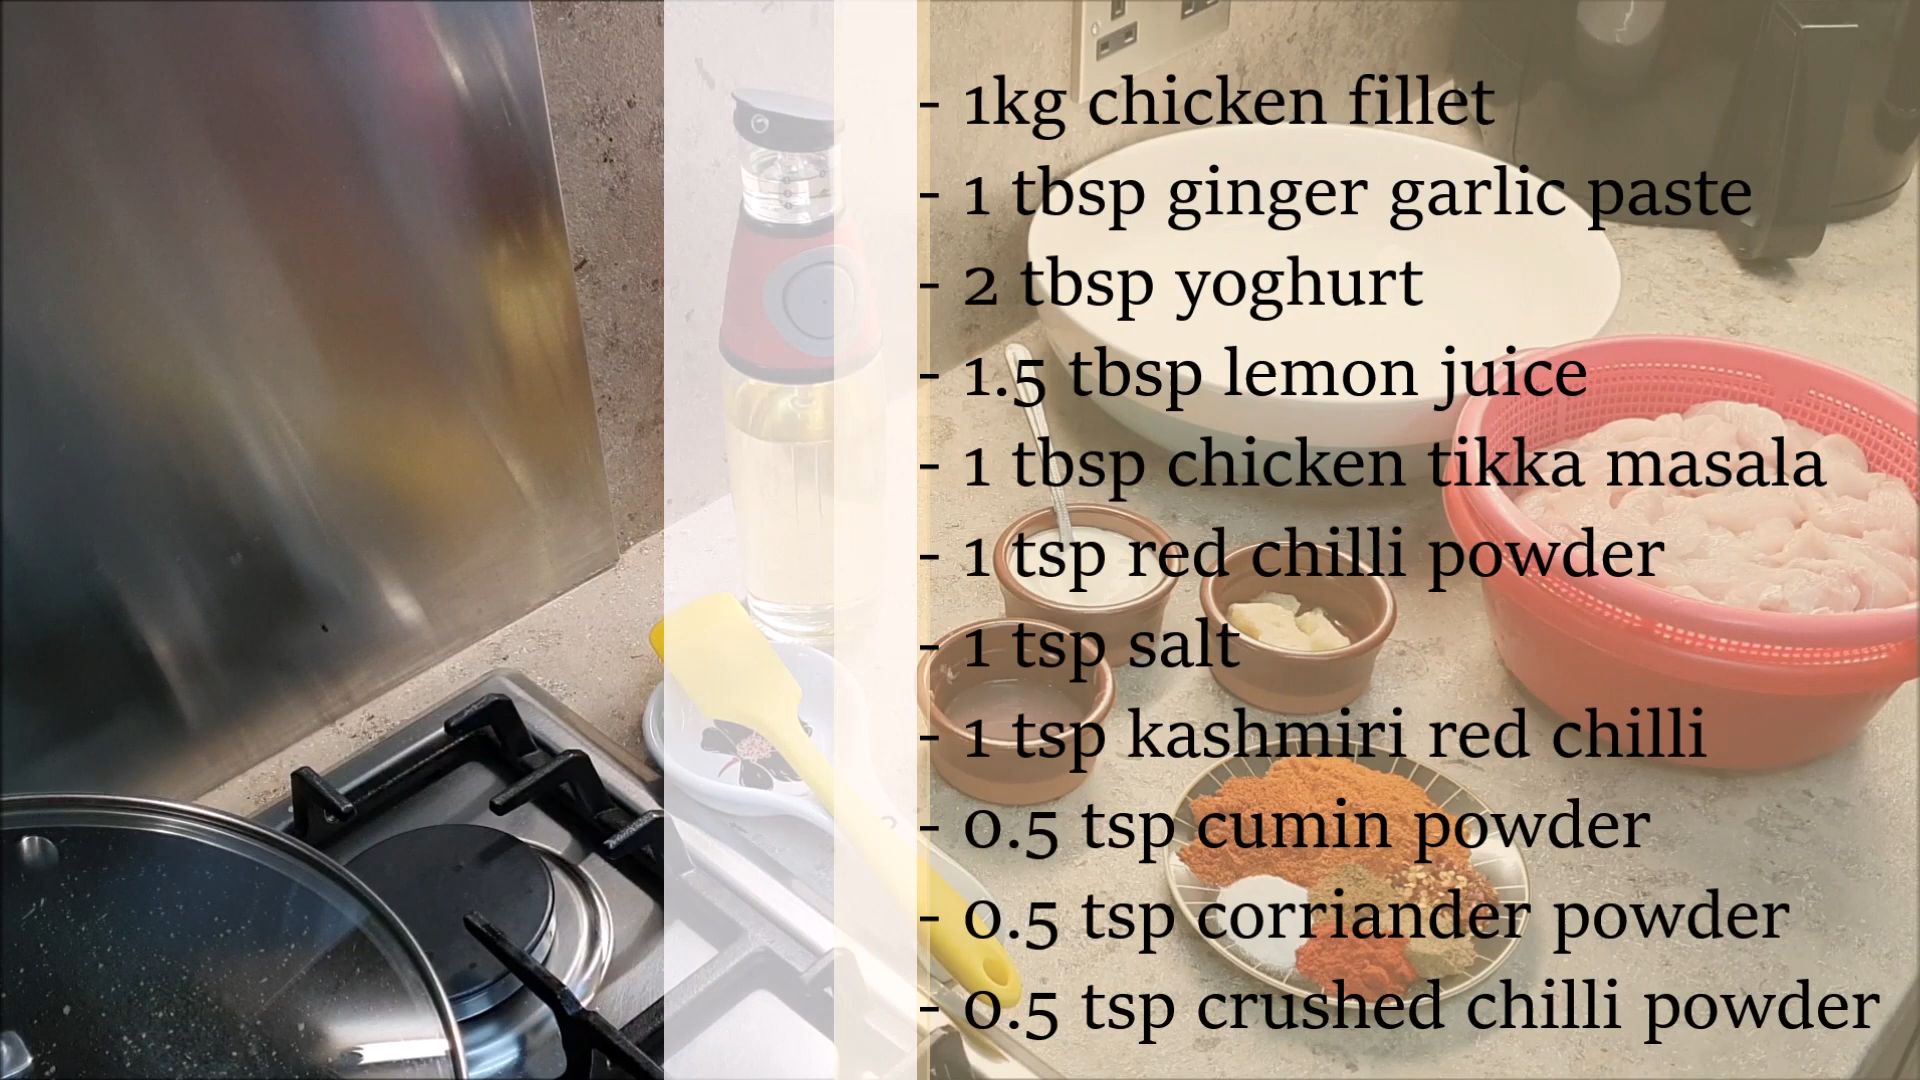 - 1kg chicken fillet
- 1 tbsp ginger garlic paste
- 2 tbsp yoghurt
- 1.5 tbsp lemon juice
- 1 tbsp chicken tikka masala
- 1 tsp red chilli powder
- 1 tsp salt
- 1 tsp kashmiri red chilli
- 0.5 tsp cumin powder
- 0.5 tsp corriander powder
- 0.5 tsp crushed chilli powder